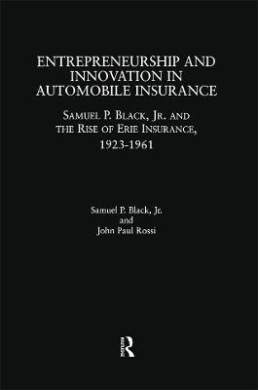 ENTREPRENEURSHIP AND
INNOVATION IN
AUTOMOBILE INSURANCE
SAMUEL P. BLACK, JR. AND
THE RISE OF ERIE INSURANCE,
1923-1961
Samuel P. Black, Jr.
and
John Paul Rossi